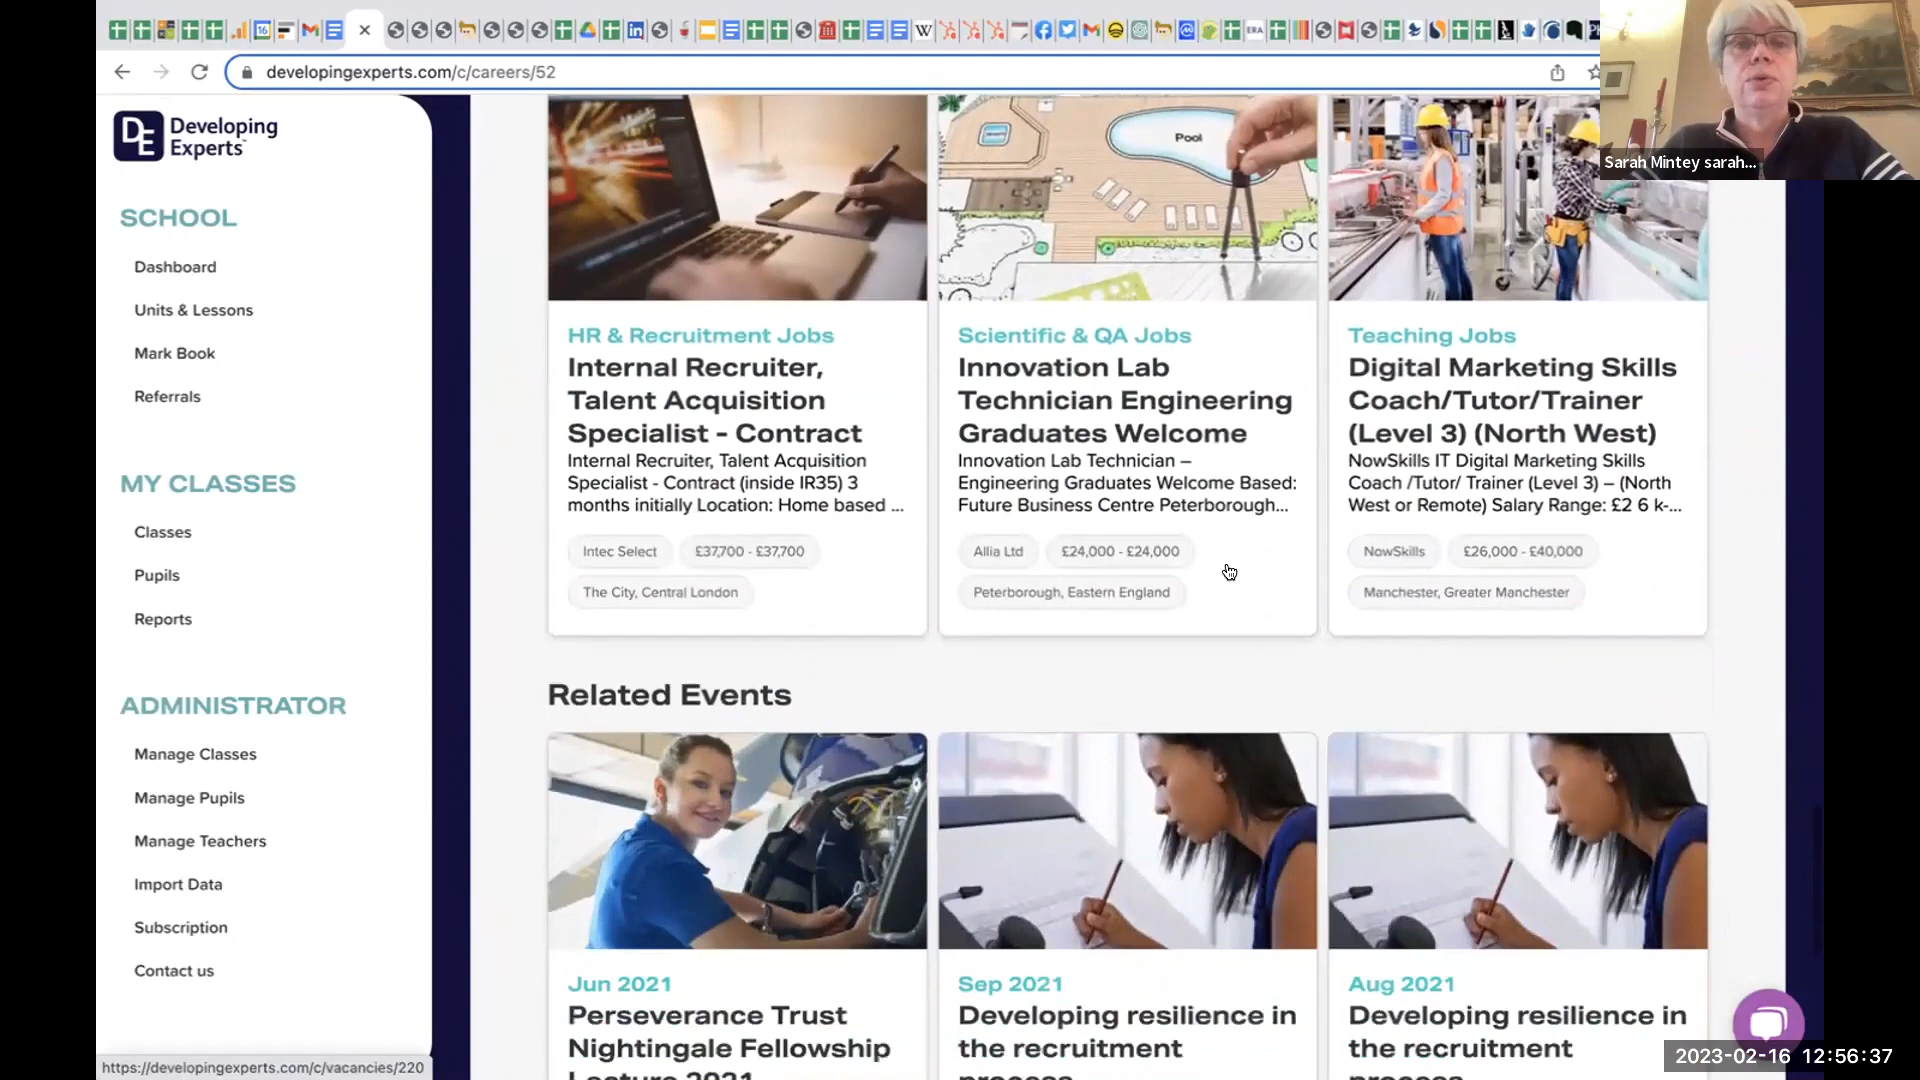 16
W
ERA
developingexperts.com/c/careers/52
Sarah Mintey sarah...
DE Developing
Experts
SCHOOL
Dashboard
Units & Lessons
Mark Book
Referrals
MY CLASSES
Classes
Pupils
Reports
ADMINISTRATOR
Manage Classes
Manage Pupils
Manage Teachers
Import Data
Subscription
Contact us
https://developingexperts.com/c/vacancies/220
HR & Recruitment Jobs
Internal Recruiter,
Talent Acquisition
Specialist - Contract
Internal Recruiter, Talent Acquisition
Specialist - Contract (inside IR35) 3
months initially Location: Home based ...
Intec Select
£37,700 - £37,700
The City, Central London
Pool
Scientific & QA Jobs
Innovation Lab
Technician Engineering
Graduates Welcome
Innovation Lab Technician –
Engineering Graduates Welcome Based:
Future Business Centre Peterborough...
Allia Ltd
£24,000 - £24,000
Peterborough, Eastern England
Teaching Jobs
Digital Marketing Skills
Coach/Tutor/Trainer
(Level 3) (North West)
NowSkills IT Digital Marketing Skills
Coach /Tutor/ Trainer (Level 3) – (North
West or Remote) Salary Range: £2 6 k-...
NowSkills
£26,000 - £40,000
Manchester, Greater Manchester
Related Events
Jun 2021
Perseverance Trust
Nightingale Fellowship
Lecture 2021
Sep 2021
Developing resilience in
the recruitment
process
Aug 2021
Developing resilience in
the recruitment
process
2023-02-16 12:56:37